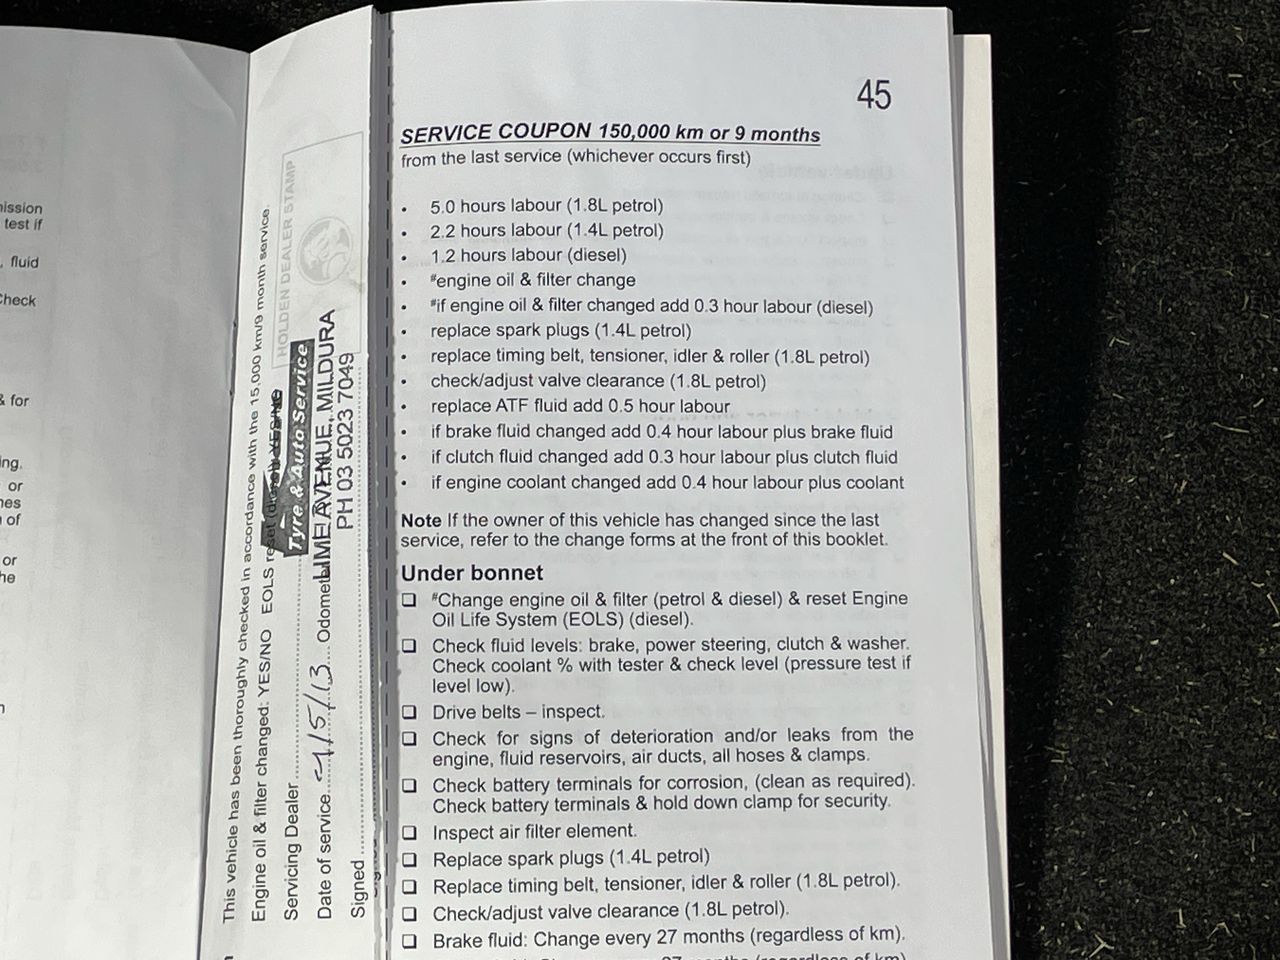 ission
test if
, fluid
Check
& for
ing.
or
nes
of
or
he
This vehicle has been thoroughly checked in accordance with the 15,000 km/9 month service.
Engine oil & filter changed: YES/NO EOLS reset
Servicing Dealer
Date of service /5/13 Odomet
Signed
HOLDEN DEALER STAMP
Tyre & Auto Service
LIME AVENUE, MILDURA
PH 03 5023 7049
45
SERVICE COUPON 150,000 km or 9 months
from the last service (whichever occurs first)
• 5.0 hours labour (1.8L petrol)
• 2.2 hours labour (1.4L petrol)
• 1.2 hours labour (diesel)
• #engine oil & filter change
• #if engine oil & filter changed add 0.3 hour labour (diesel)
• replace spark plugs (1.4L petrol)
• replace timing belt, tensioner, idler & roller (1.8L petrol)
• check/adjust valve clearance (1.8L petrol)
• replace ATF fluid add 0.5 hour labour
• if brake fluid changed add 0.4 hour labour plus brake fluid
• if clutch fluid changed add 0.3 hour labour plus clutch fluid
• if engine coolant changed add 0.4 hour labour plus coolant
Note If the owner of this vehicle has changed since the last
service, refer to the change forms at the front of this booklet.
Under bonnet
❑ #Change engine oil & filter (petrol & diesel) & reset Engine
Oil Life System (EOLS) (diesel).
❑ Check fluid levels: brake, power steering, clutch & washer.
Check coolant % with tester & check level (pressure test if
level low).
❑ Drive belts – inspect.
❑ Check for signs of deterioration and/or leaks from the
engine, fluid reservoirs, air ducts, all hoses & clamps.
❑ Check battery terminals for corrosion, (clean as required).
Check battery terminals & hold down clamp for security.
❑ Inspect air filter element.
❑ Replace spark plugs (1.4L petrol)
❑ Replace timing belt, tensioner, idler & roller (1.8L petrol).
❑ Check/adjust valve clearance (1.8L petrol).
❑ Brake fluid: Change every 27 months (regardless of km).